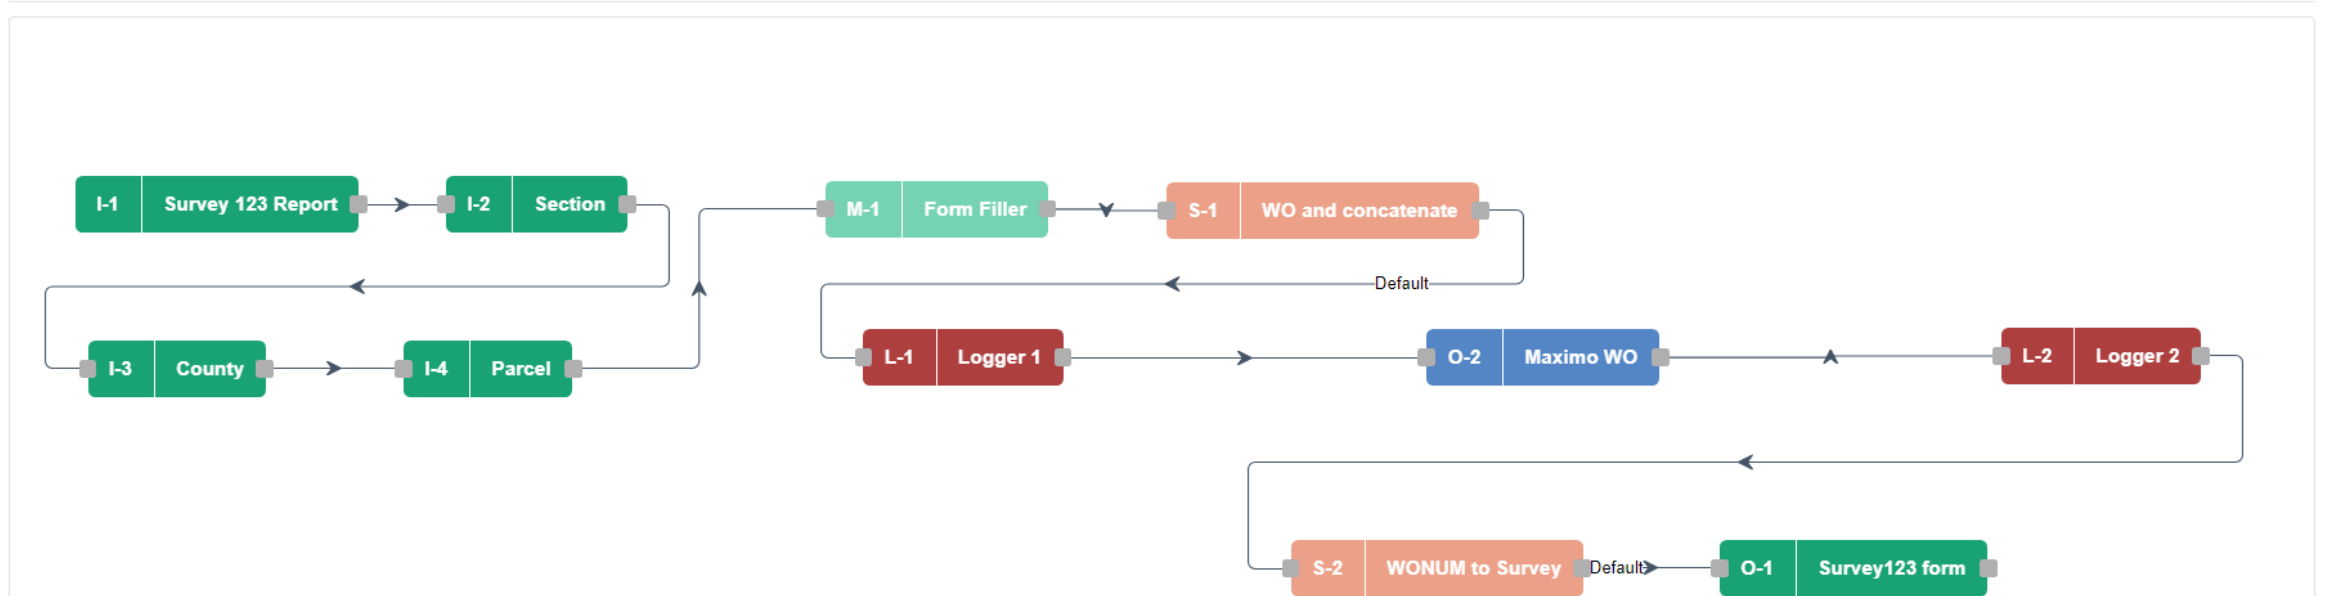 I-1 Survey 123 Report
I-2 Section
M-1 Form Filler
S-1 WO and concatenate
Default
I-3 County
I-4 Parcel
L-1 Logger 1
O-2 Maximo WO
L-2 Logger 2
S-2 WONUM to Survey
Default
O-1 Survey123 form